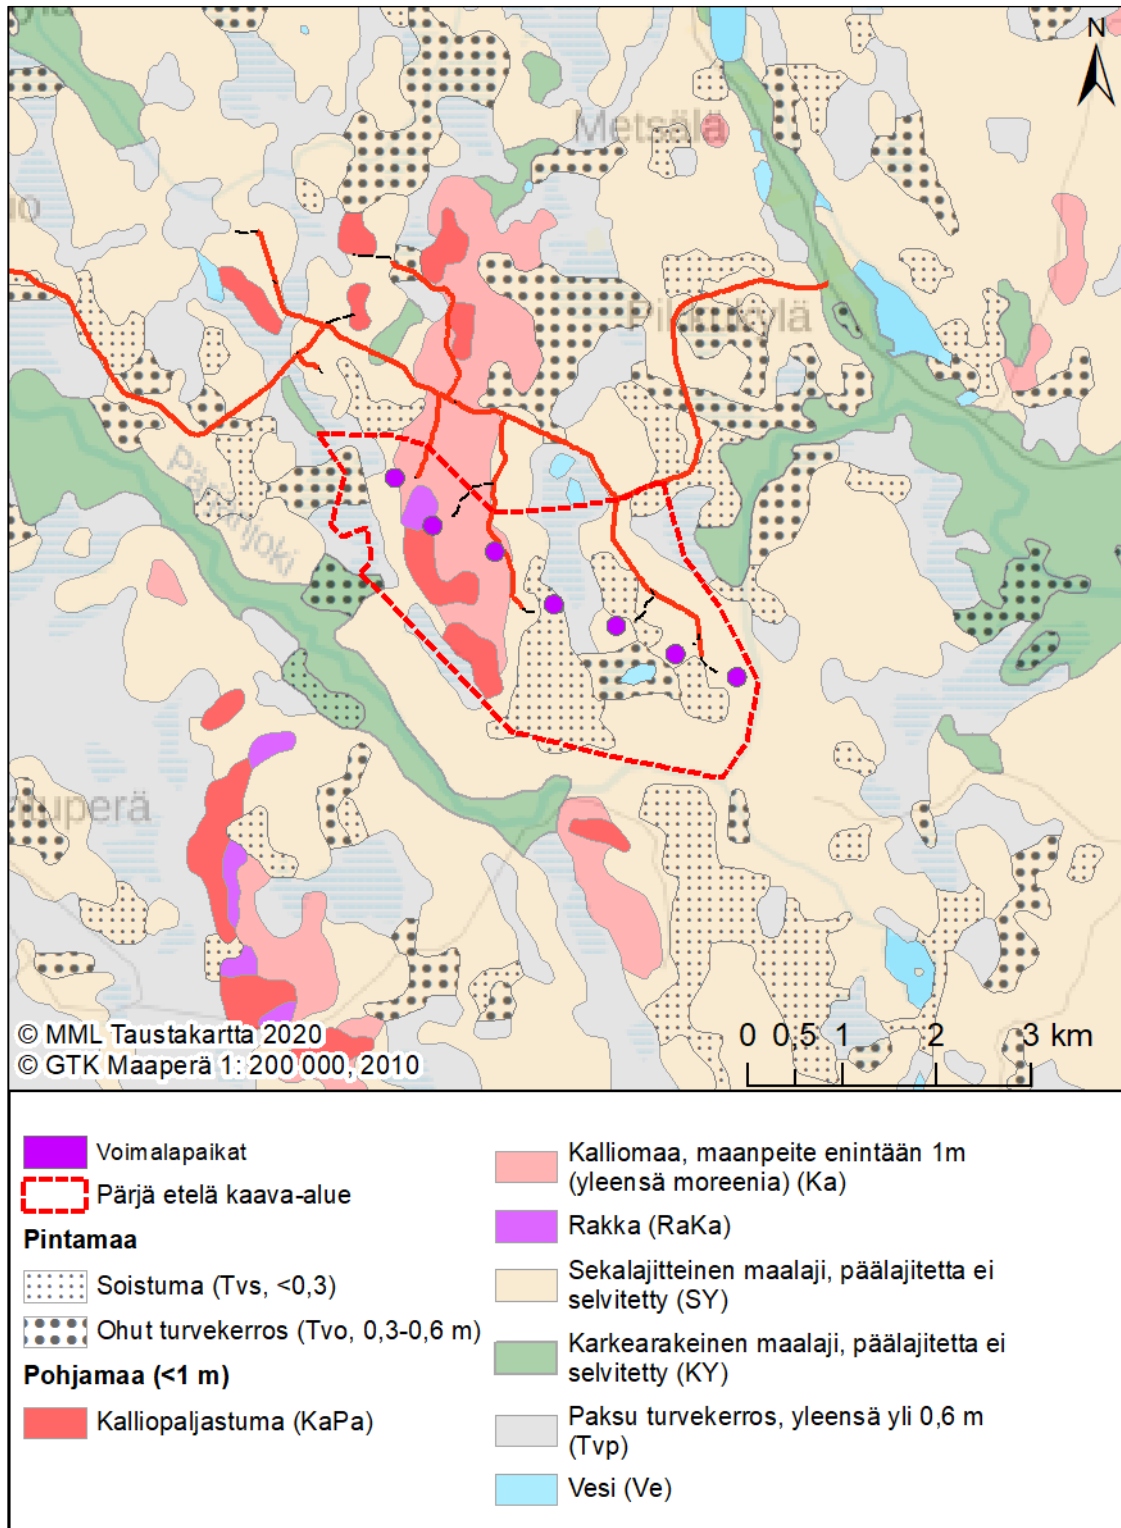 N
Metsälä
Pikkukylä
Pärjänjoki
© MML Taustakartta 2020
© GTK Maaperä 1: 200 000, 2010
0 0,5 1 2 3 km
Voimalapaikat
Pärjä etelä kaava-alue
Pintamaa
Soistuma (Tvs, <0,3)
Ohut turvekerros (Tvo, 0,3-0,6 m)
Pohjamaa (<1 m)
Kalliopaljastuma (KaPa)
Kalliomaa, maanpeite enintään 1m
(yleensä moreenia) (Ka)
Rakka (RaKa)
Sekalajitteinen maalaji, päälajitetta ei
selvitetty (SY)
Karkearakeinen maalaji, päälajitetta ei
selvitetty (KY)
Paksu turvekerros, yleensä yli 0,6 m
(Tvp)
Vesi (Ve)